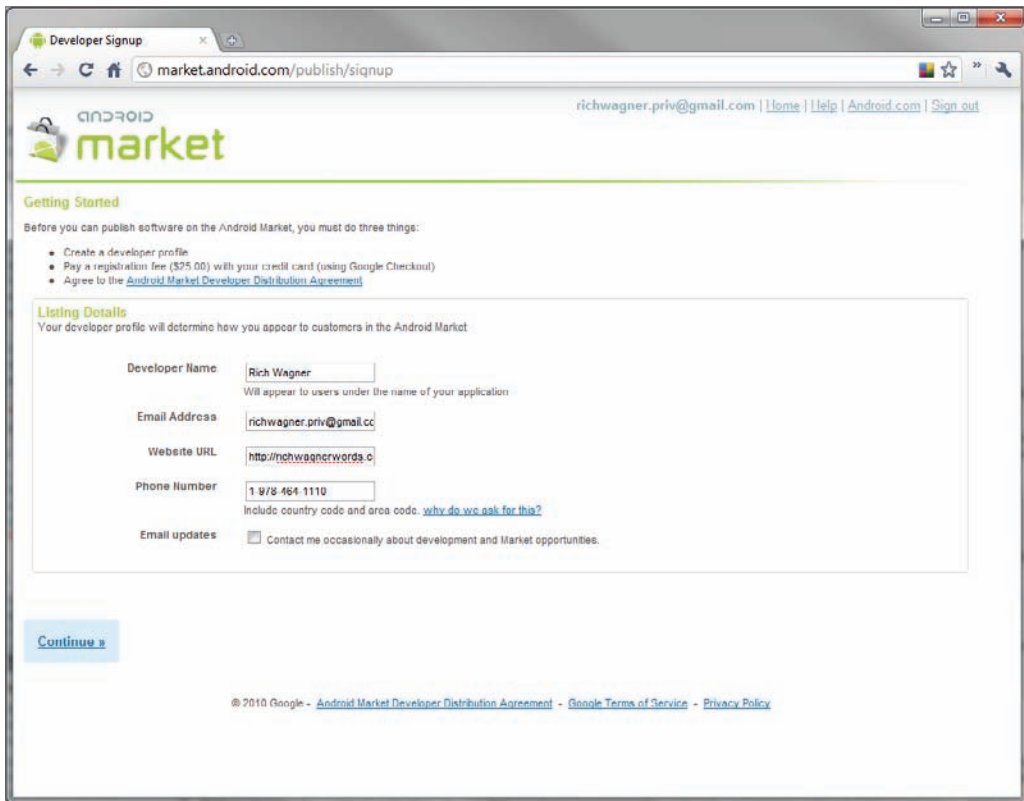 Developer Signup
market.android.com/publish/signup
richwagner.priv@gmail.com | Home | Help | Android.com | Sign out
android
market
Getting Started
Before you can publish software on the Android Market, you must do three things:
Create a developer profile
Pay a registration fee ($25.00) with your credit card (using Google Checkout)
Agree to the Android Market Developer Distribution Agreement
Listing Details
Your developer profile will determine how you appear to customers in the Android Market
Developer Name
Rich Wagner
Will appear to users under the name of your application
Email Address
richwagner.priv@gmail.cc
Website URL
http://richwagnerwords.c
Phone Number
1-978-464-1110
Include country code and area code. why do we ask for this?
Email updates
Contact me occasionally about development and Market opportunities.
Continue »
© 2010 Google - Android Market Developer Distribution Agreement - Google Terms of Service - Privacy Policy